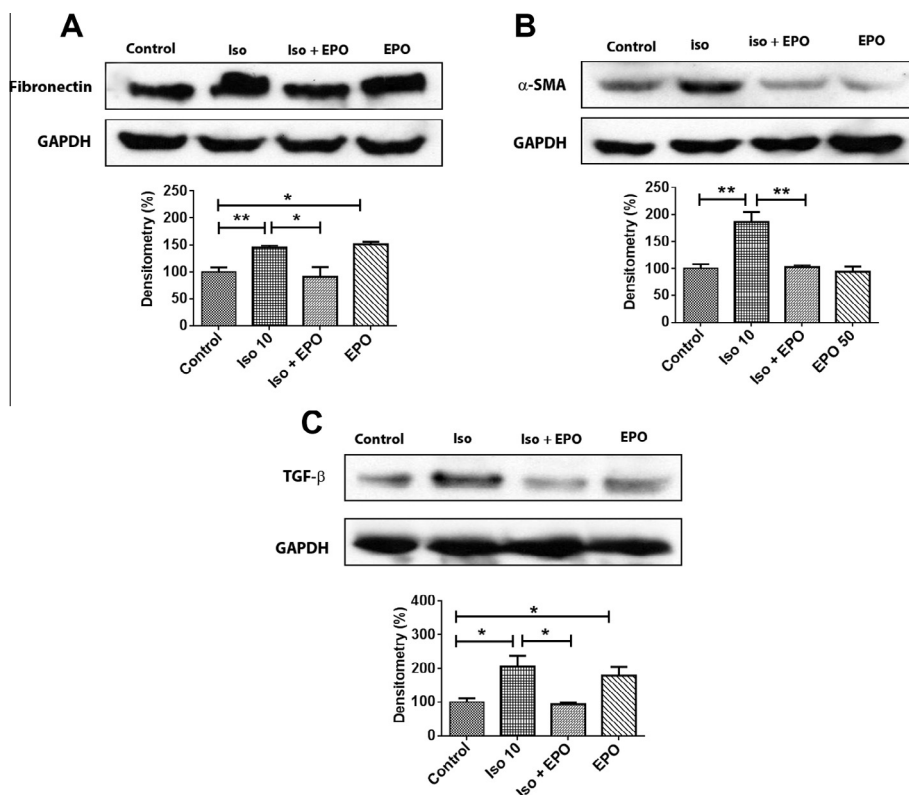 A
Control Iso Iso + EPO EPO
Fibronectin
GAPDH
* 
** *
Densitometry (%)
250
200
150
100
50
0
Control
Iso 10
Iso + EPO
EPO
B
Control iso iso + EPO EPO
α-SMA
GAPDH
** **
Densitometry (%)
250
200
150
100
50
0
Control
Iso 10
Iso + EPO
EPO 50
C
Control Iso Iso + EPO EPO
TGF-β
GAPDH
*
* *
Densitometry (%)
400
300
200
100
0
Control
Iso 10
Iso + EPO
EPO